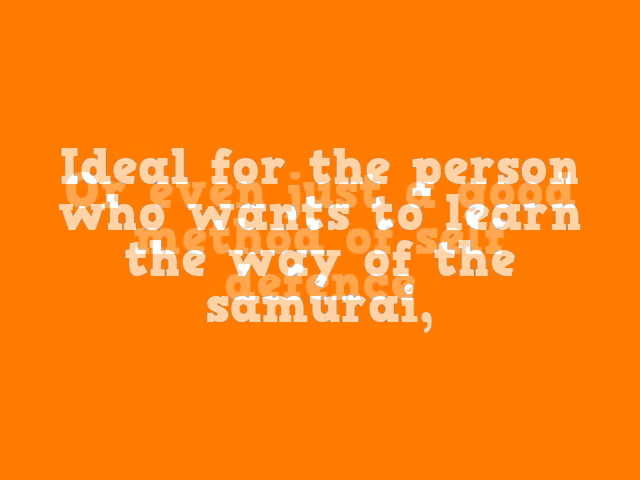 Ideal for the person
who wants to learn
the way of the
samurai,
Or even just a good
method of self
defence